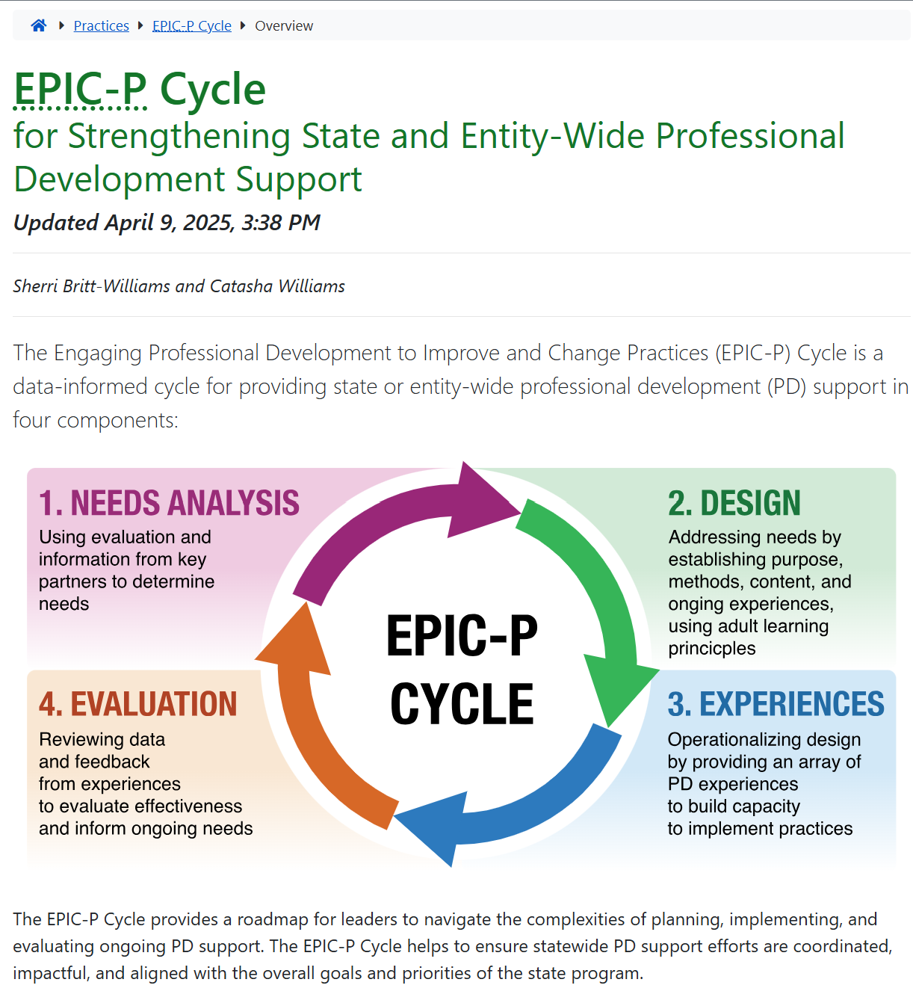 Practices EPIC-P Cycle Overview
EPIC-P Cycle
for Strengthening State and Entity-Wide Professional
Development Support
Updated April 9, 2025, 3:38 PM
Sherri Britt-Williams and Catasha Williams
The Engaging Professional Development to Improve and Change Practices (EPIC-P) Cycle is a
data-informed cycle for providing state or entity-wide professional development (PD) support in
four components:
1. NEEDS ANALYSIS
Using evaluation and
information from key
partners to determine
needs
2. DESIGN
Addressing needs by
establishing purpose,
methods, content, and
onging experiences,
using adult learning
princicples
EPIC-P
CYCLE
3. EXPERIENCES
Operationalizing design
by providing an array of
PD experiences
to build capacity
to implement practices
4. EVALUATION
Reviewing data
and feedback
from experiences
to evaluate effectiveness
and inform ongoing needs
The EPIC-P Cycle provides a roadmap for leaders to navigate the complexities of planning, implementing, and
evaluating ongoing PD support. The EPIC-P Cycle helps to ensure statewide PD support efforts are coordinated,
impactful, and aligned with the overall goals and priorities of the state program.